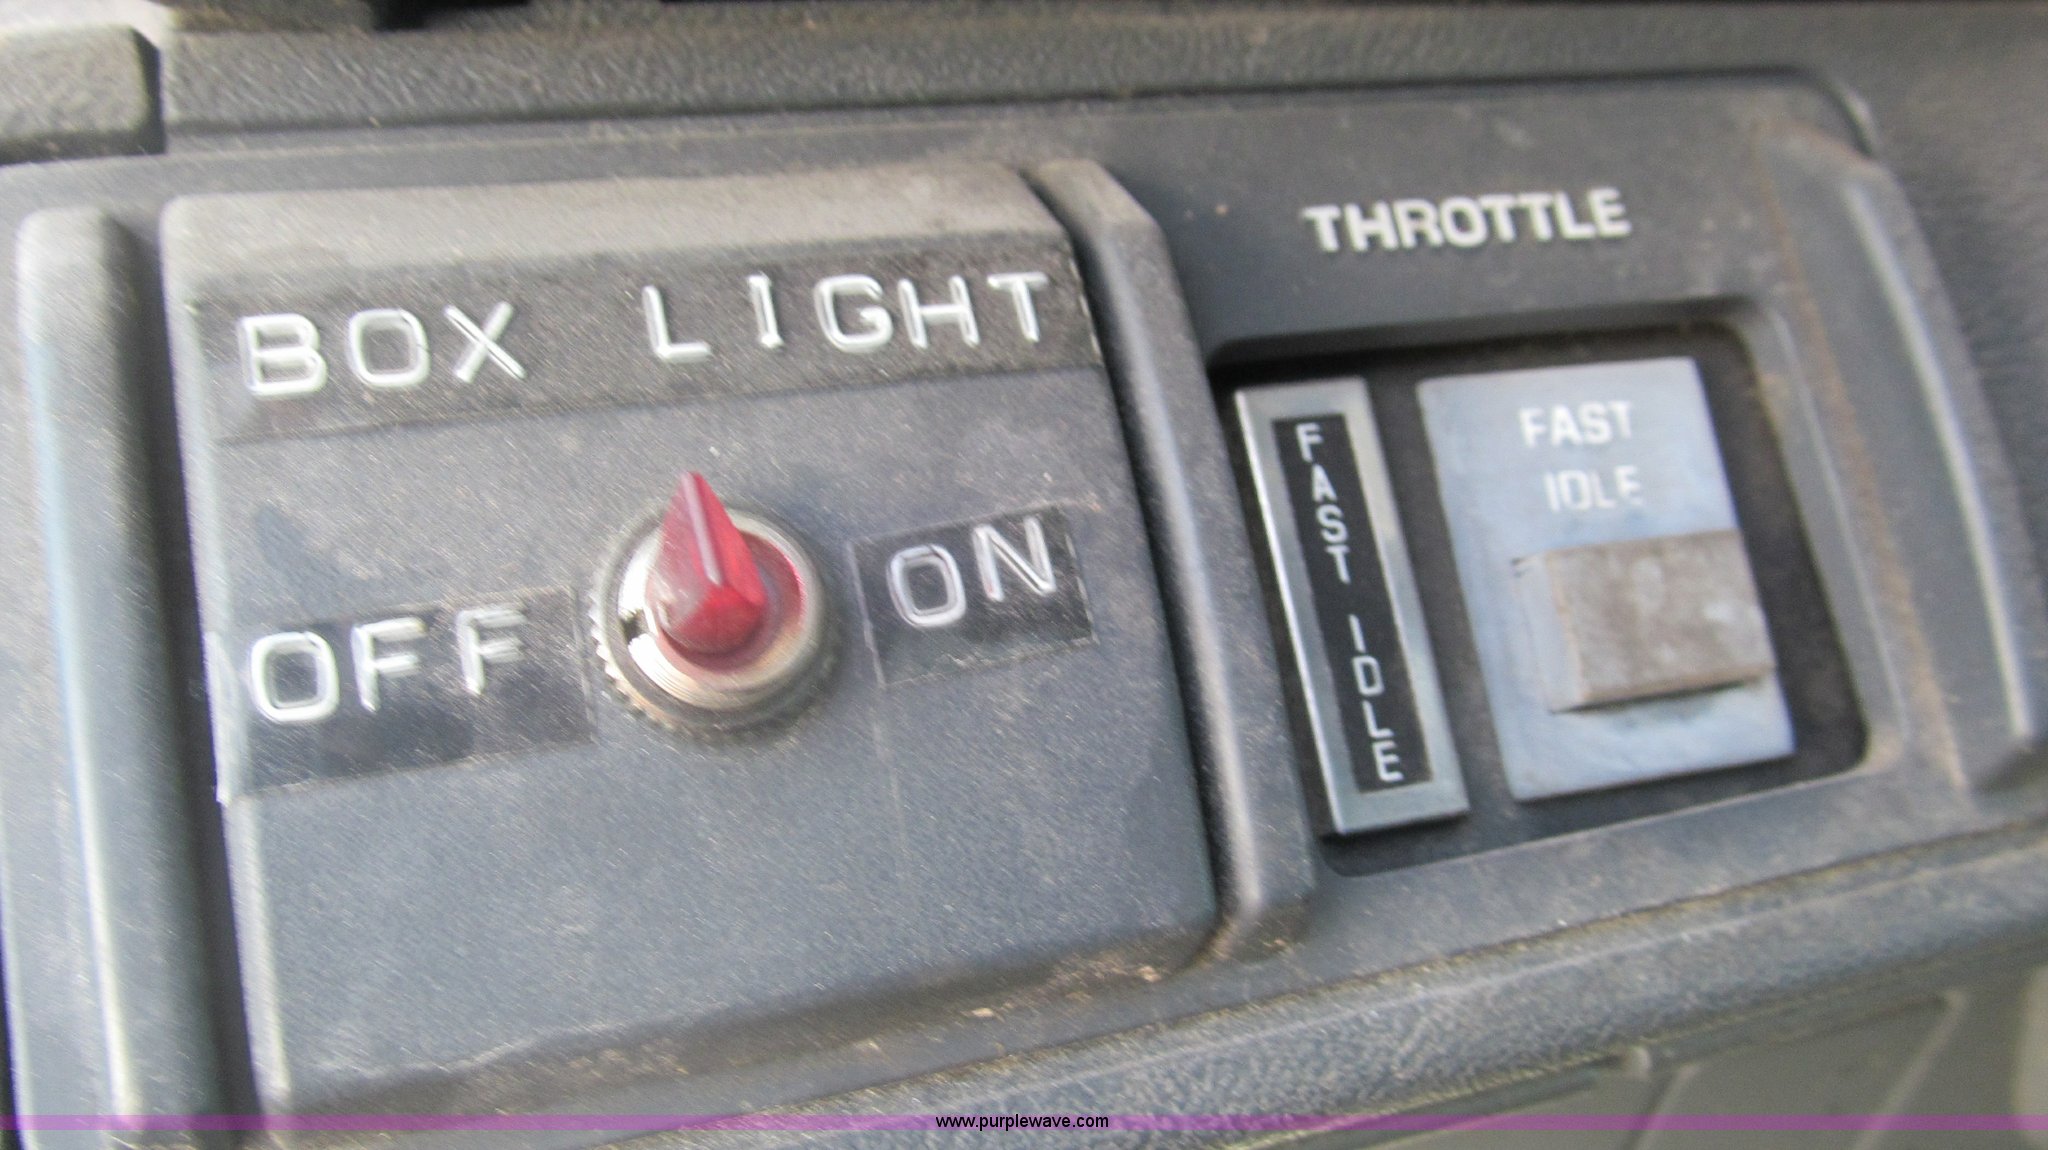 BOX LIGHT
OFF
ON
THROTTLE
FAST IDLE
FAST
IDLE
www.purplewave.com